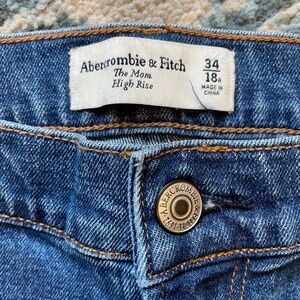 Abercrombie & Fitch
The Mom
High Rise
34
18R
MADE IN
CHINA
ABERCROMBIE